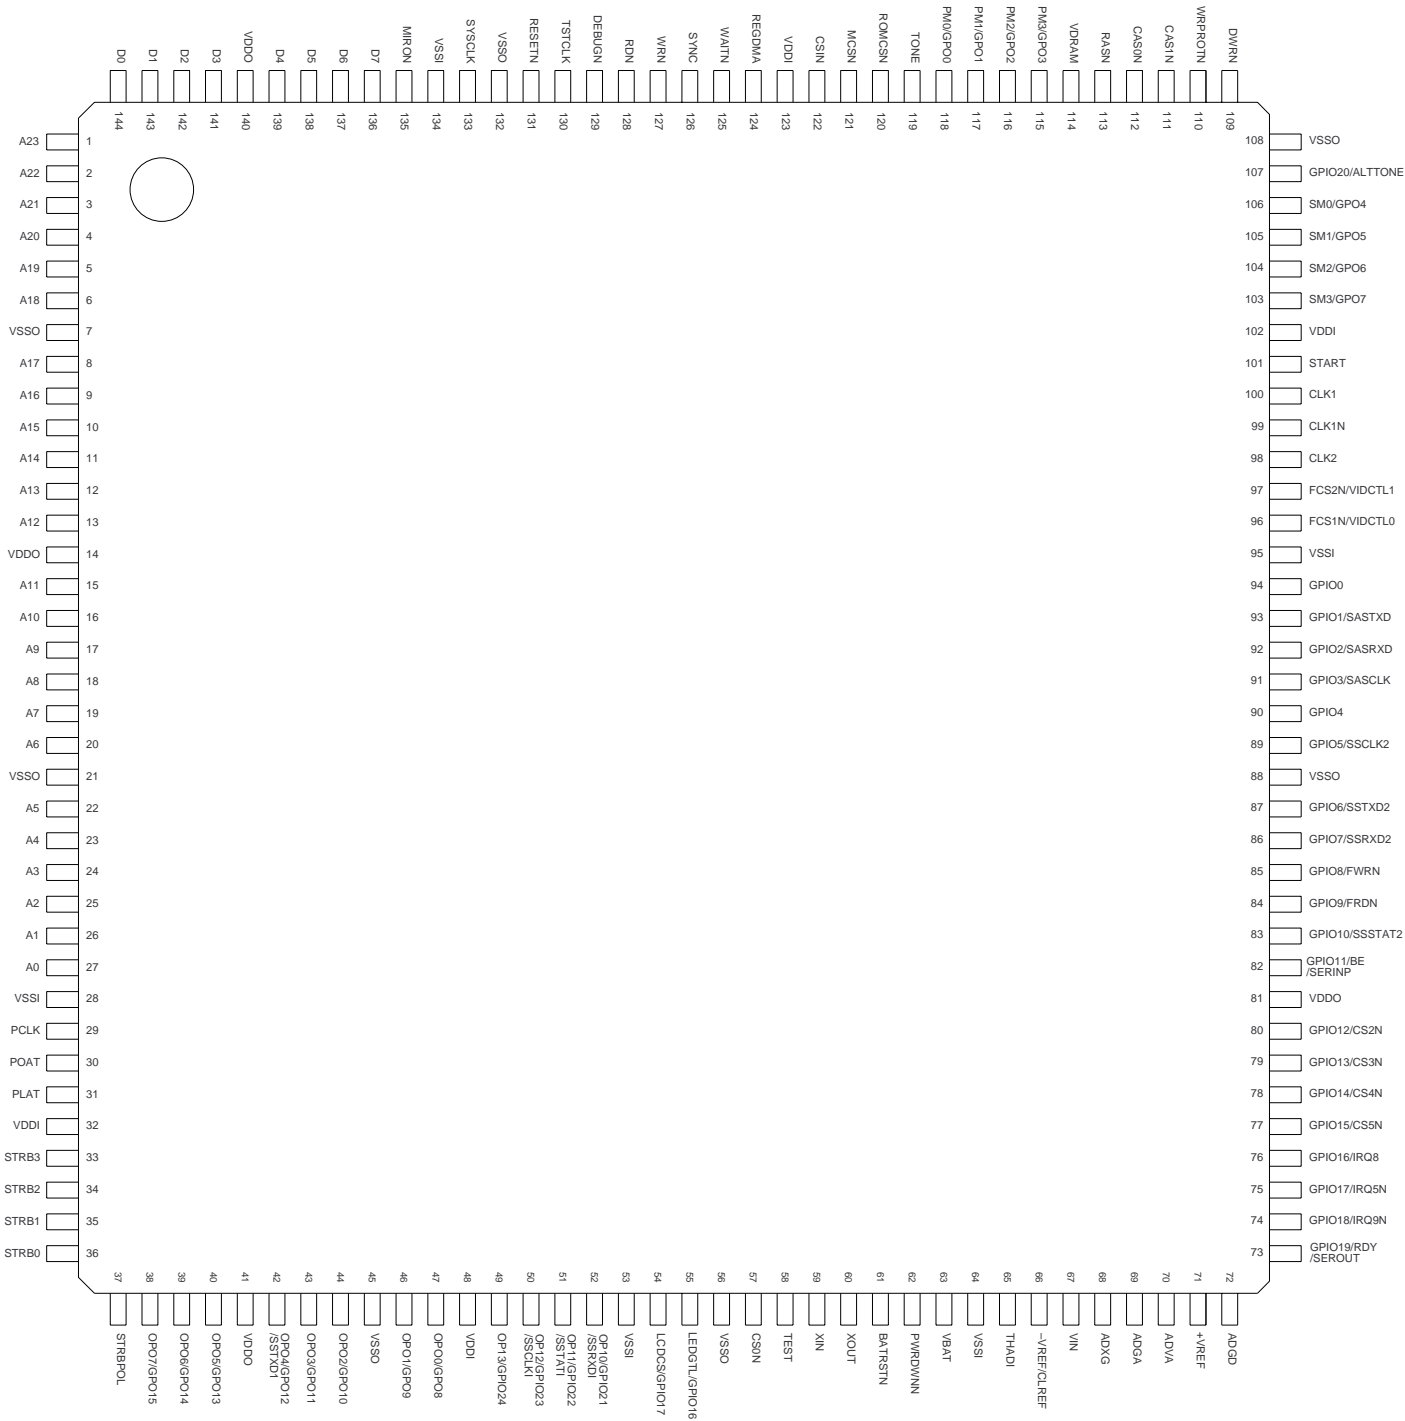 D0
D1
D2
D3
VDDO
D4
D5
D6
D7
MIRON
VSSI
SYSCLK
VSSO
RESETN
TSTCLK
DEBUGN
RDN
WRN
SYNC
WAITN
REGDMA
VDDI
CSIN
MCSN
ROMCSN
TONE
PM0/GPO0
PM1/GPO1
PM2/GPO2
PM3/GPO3
VDRAM
RASN
CAS0N
CAS1N
WRPROTN
DWRN
144
143
142
141
140
139
138
137
136
135
134
133
132
131
130
129
128
127
126
125
124
123
122
121
120
119
118
117
116
115
114
113
112
111
110
109
A23 1
A22 2
A21 3
A20 4
A19 5
A18 6
VSSO 7
A17 8
A16 9
A15 10
A14 11
A13 12
A12 13
VDDO 14
A11 15
A10 16
A9 17
A8 18
A7 19
A6 20
VSSO 21
A5 22
A4 23
A3 24
A2 25
A1 26
A0 27
VSSI 28
PCLK 29
POAT 30
PLAT 31
VDDI 32
STRB3 33
STRB2 34
STRB1 35
STRB0 36
108 VSSO
107 GPIO20/ALTTONE
106 SM0/GPO4
105 SM1/GPO5
104 SM2/GPO6
103 SM3/GPO7
102 VDDI
101 START
100 CLK1
99 CLK1N
98 CLK2
97 FCS2N/VIDCTL1
96 FCS1N/VIDCTL0
95 VSSI
94 GPIO0
93 GPIO1/SASTXD
92 GPIO2/SASRXD
91 GPIO3/SASCLK
90 GPIO4
89 GPIO5/SSCLK2
88 VSSO
87 GPIO6/SSTXD2
86 GPIO7/SSRXD2
85 GPIO8/FWRN
84 GPIO9/FRDN
83 GPIO10/SSSTAT2
82 GPIO11/BE
/SERINP
81 VDDO
80 GPIO12/CS2N
79 GPIO13/CS3N
78 GPIO14/CS4N
77 GPIO15/CS5N
76 GPIO16/IRQ8
75 GPIO17/IRQ5N
74 GPIO18/IRQ9N
73 GPIO19/RDY
/SEROUT
37
38
39
40
41
42
43
44
45
46
47
48
49
50
51
52
53
54
55
56
57
58
59
60
61
62
63
64
65
66
67
68
69
70
71
72
STRBPOL
OPO7/GPO15
OPO6/GPO14
OPO5/GPO13
VDDO
OPO4/GPO12
/SSTXD1
OPO3/GPO11
OPO2/GPO10
VSSO
OPO1/GPO9
OPO0/GPO8
VDDI
OP13/GPIO24
OP12/GPIO23
/SSCLKI
OP11/GPIO22
/SSTATI
OP10/GPIO21
/SSRXDI
VSSI
LCDCS/GPIO17
LEDGTL/GPIO16
VSSO
CS0N
TEST
XIN
XOUT
BATRSTN
PWRDWNN
VBAT
VSSI
THADI
–VREF/CLREF
VIN
ADXG
ADGA
ADVA
+VREF
ADGD